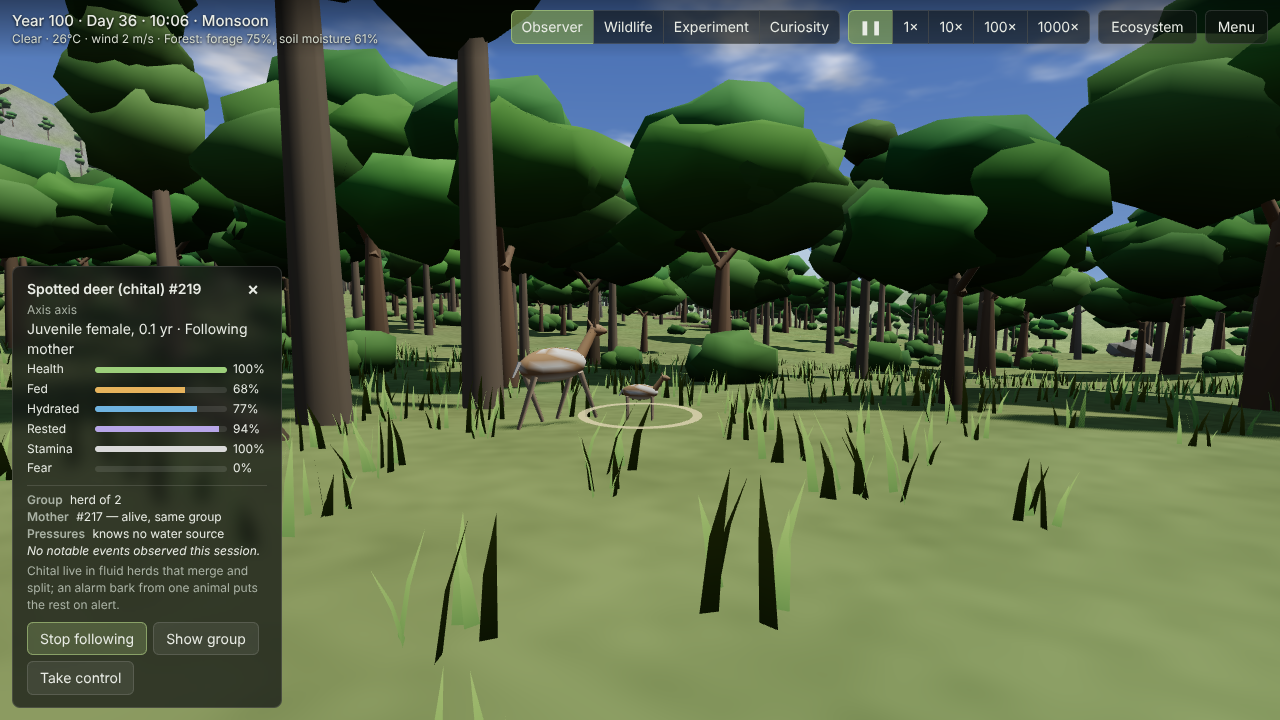 Year 100 · Day 36 · 10:06 · Monsoon
Clear · 26°C · wind 2 m/s · Forest: forage 75%, soil moisture 61%
Observer Wildlife Experiment Curiosity 1× 10× 100× 1000× Ecosystem Menu
Spotted deer (chital) #219 ×
Axis axis
Juvenile female, 0.1 yr · Following
mother
Health 100%
Fed 68%
Hydrated 77%
Rested 94%
Stamina 100%
Fear 0%
Group herd of 2
Mother #217 — alive, same group
Pressures knows no water source
No notable events observed this session.
Chital live in fluid herds that merge and
split; an alarm bark from one animal puts
the rest on alert.
Stop following Show group
Take control